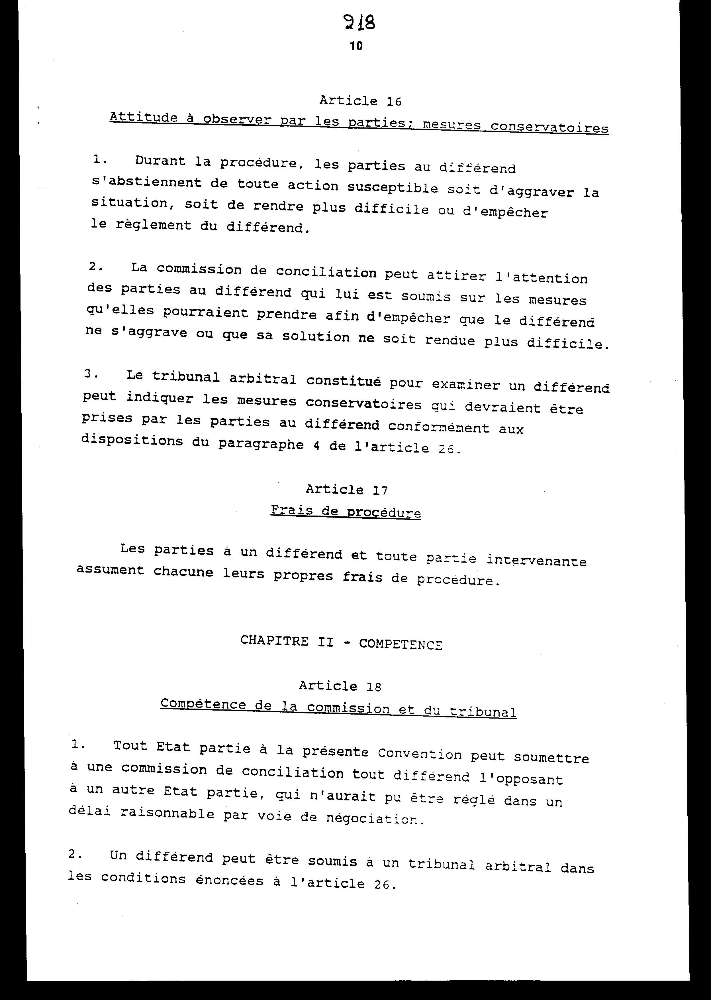 218
10
Article 16
Attitude à observer par les parties; mesures conservatoires
1. Durant la procédure, les parties au différend
s'abstiennent de toute action susceptible soit d'aggraver la
situation, soit de rendre plus difficile ou d'empêcher
le règlement du différend.
2. La commission de conciliation peut attirer l'attention
des parties au différend qui lui est soumis sur les mesures
qu'elles pourraient prendre afin d'empêcher que le différend
ne s'aggrave ou que sa solution ne soit rendue plus difficile.
3. Le tribunal arbitral constitué pour examiner un différend
peut indiquer les mesures conservatoires qui devraient être
prises par les parties au différend conformément aux
dispositions du paragraphe 4 de l'article 26.
Article 17
Frais de procédure
Les parties à un différend et toute partie intervenante
assument chacune leurs propres frais de procédure.
CHAPITRE II - COMPETENCE
Article 18
Compétence de la commission et du tribunal
1. Tout Etat partie à la présente Convention peut soumettre
à une commission de conciliation tout différend l'opposant
à un autre Etat partie, qui n'aurait pu être réglé dans un
délai raisonnable par voie de négociation.
2. Un différend peut être soumis à un tribunal arbitral dans
les conditions énoncées à l'article 26.